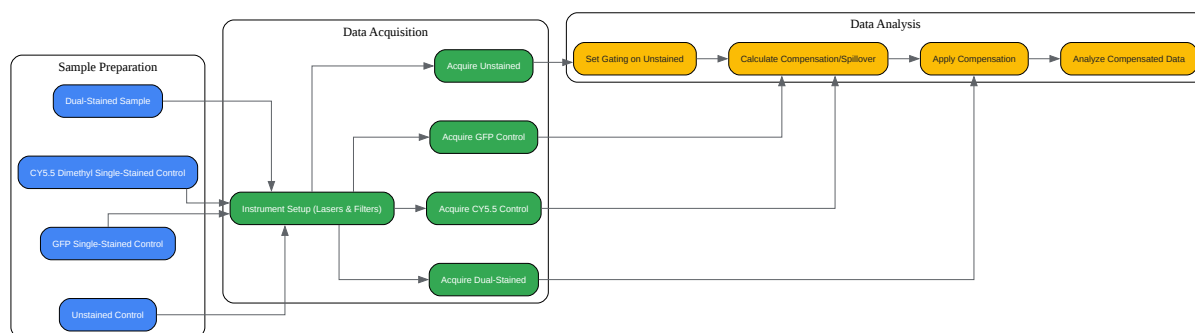 Sample Preparation
Dual-Stained Sample
CY5.5 Dimethyl Single-Stained Control
GFP Single-Stained Control
Unstained Control
Data Acquisition
Instrument Setup (Lasers & Filters)
Acquire Unstained
Acquire GFP Control
Acquire CY5.5 Control
Acquire Dual-Stained
Data Analysis
Set Gating on Unstained
Calculate Compensation/Spillover
Apply Compensation
Analyze Compensated Data